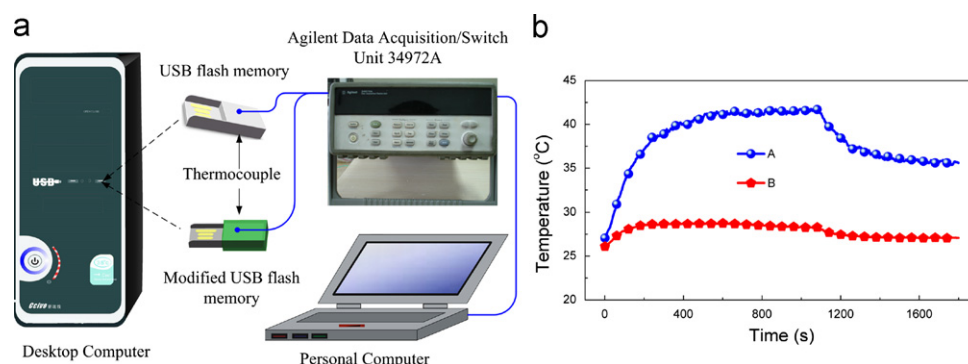 a
Agilent Data Acquisition/Switch
Unit 34972A
USB flash memory
USB
Thermocouple
Modified USB flash
memory
Desktop Computer
Personal Computer
b
45
40
35
30
25
20
A
B
Temperature (°C)
0
400
800
1200
1600
Time (s)